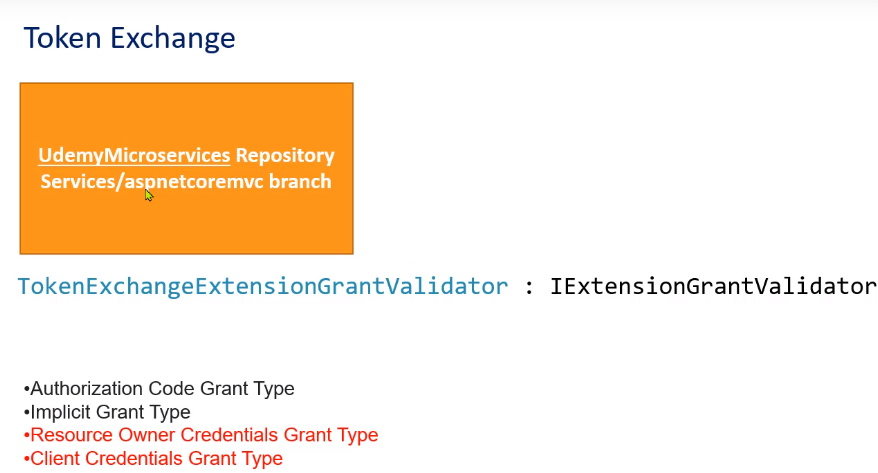 Token Exchange
UdemyMicroservices Repository
Services/aspnetcoremvc branch
TokenExchangeExtensionGrantValidator : IExtensionGrantValidator
•Authorization Code Grant Type
•Implicit Grant Type
•Resource Owner Credentials Grant Type
•Client Credentials Grant Type